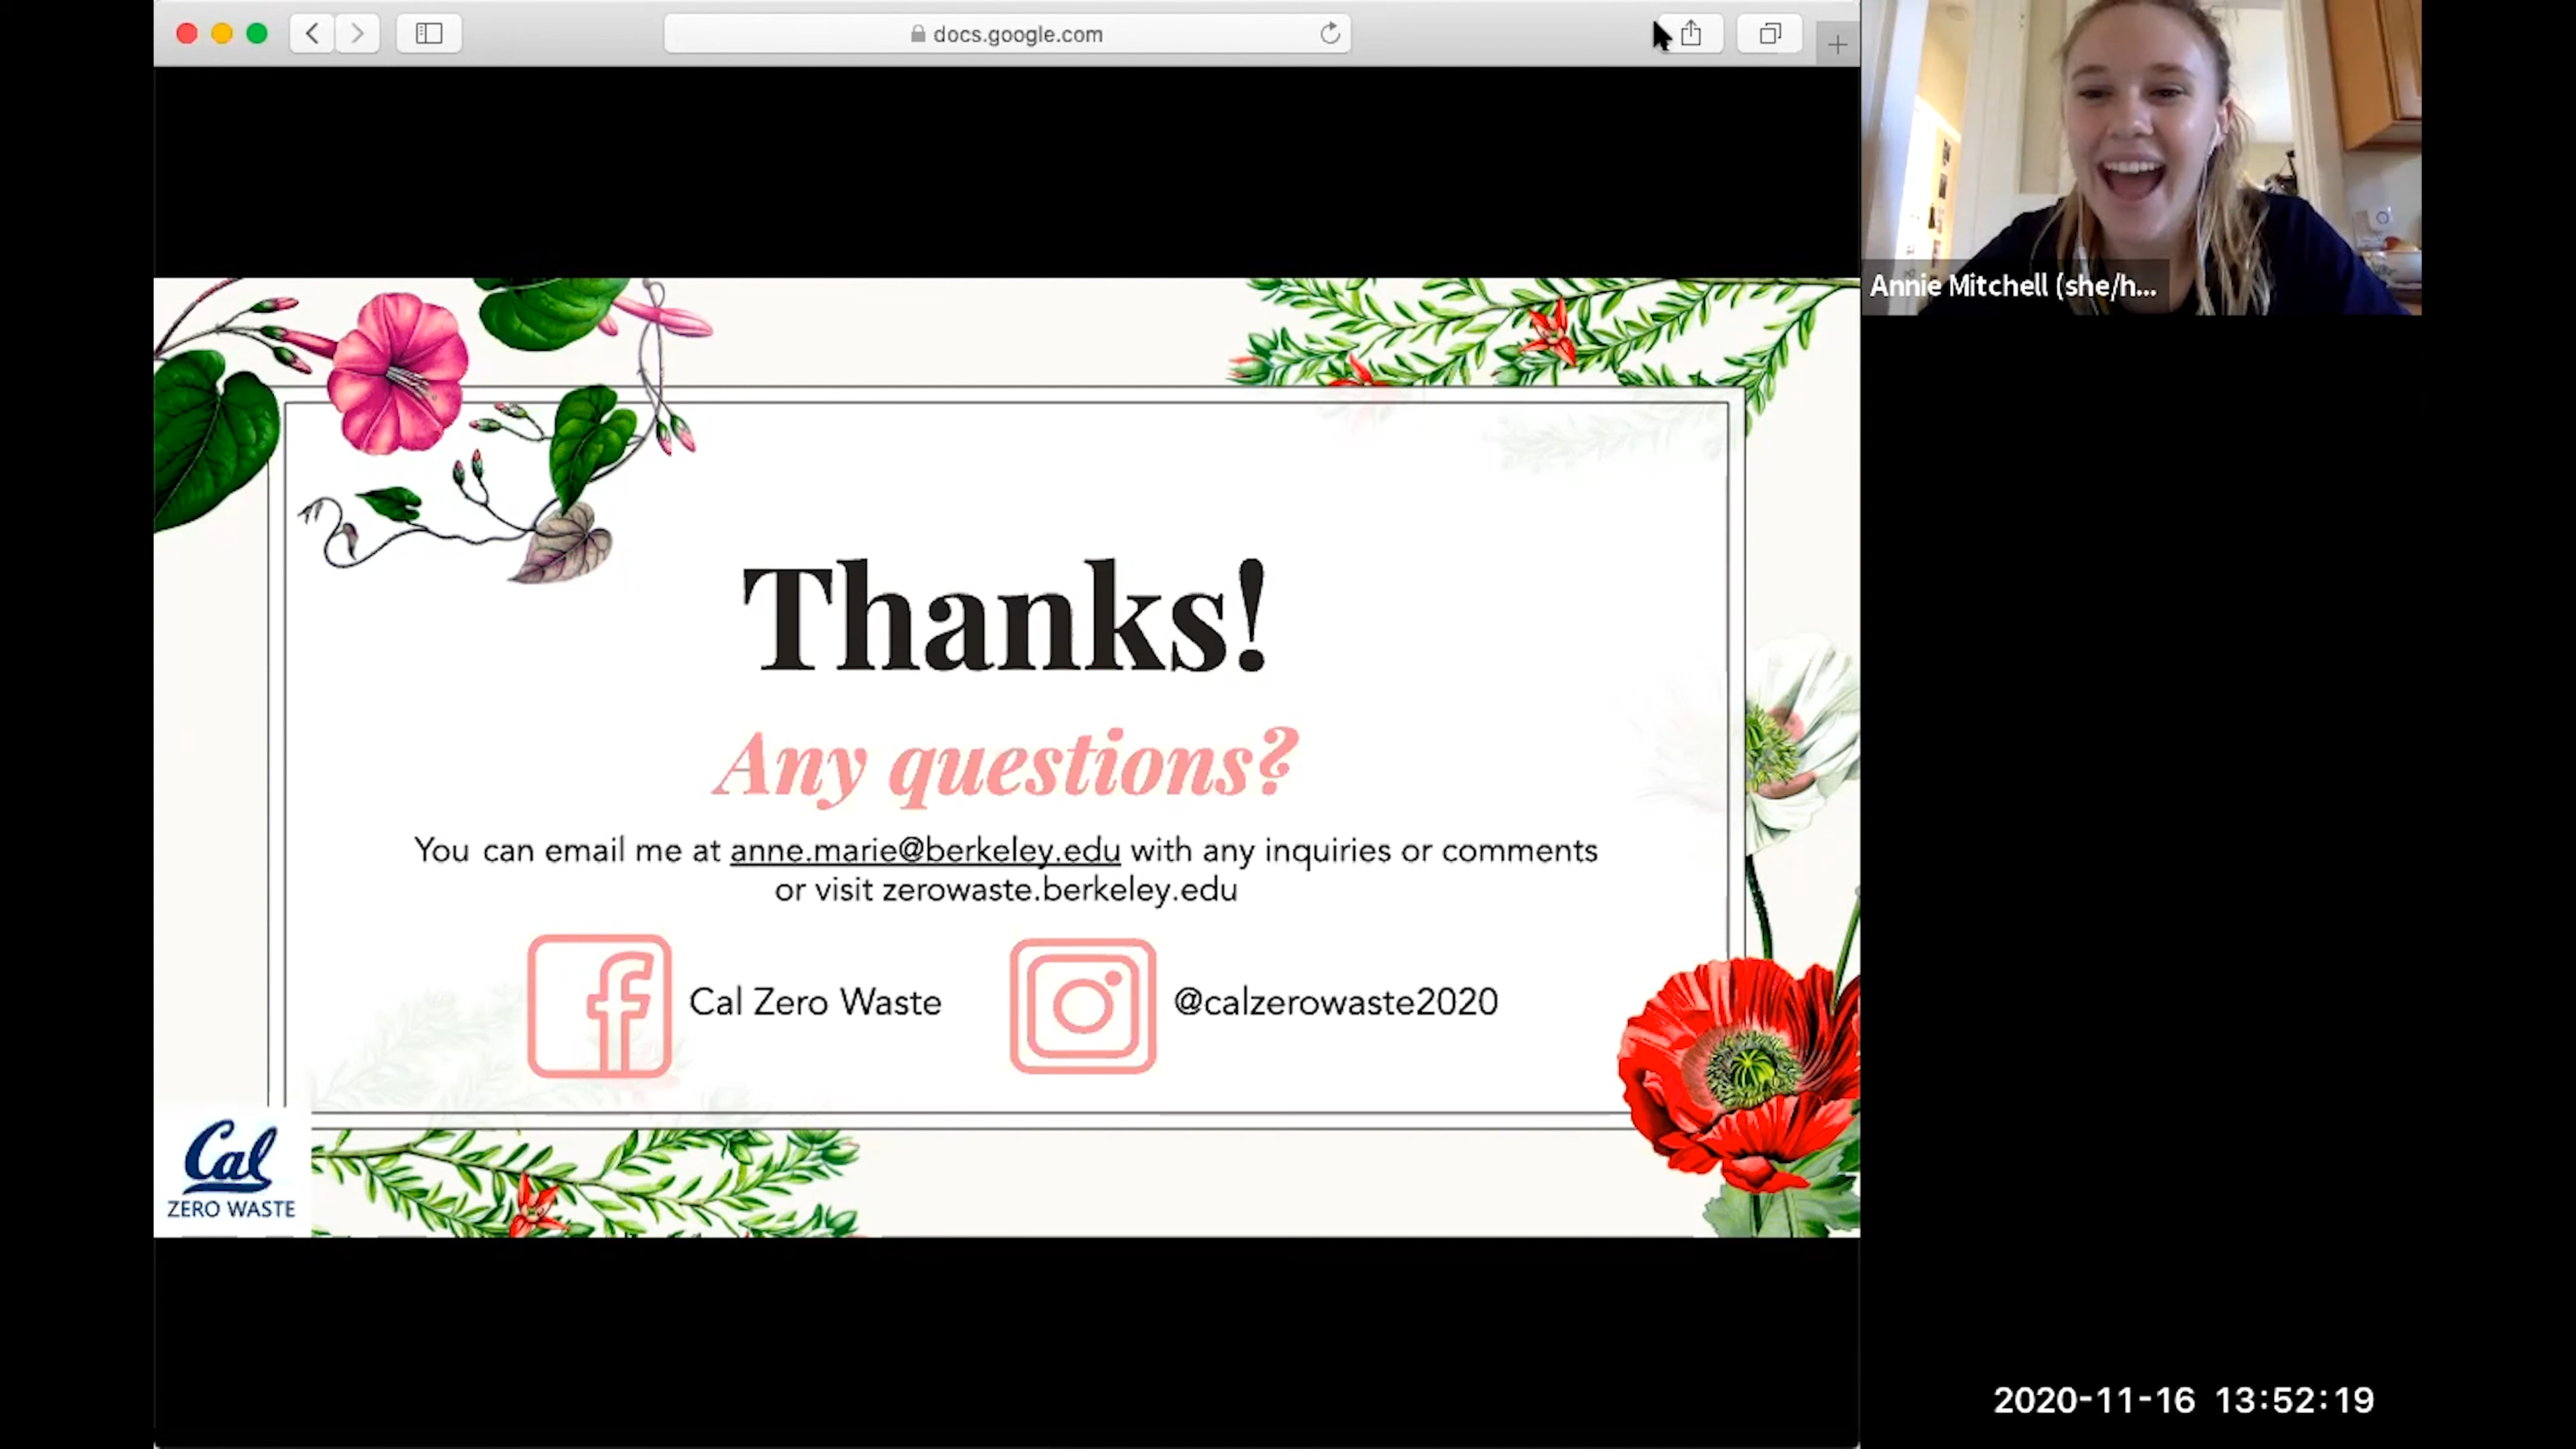 docs.google.com
Annie Mitchell (she/h...
Thanks!
Any questions?
You can email me at anne.marie@berkeley.edu with any inquiries or comments
or visit zerowaste.berkeley.edu
Cal Zero Waste
@calzerowaste2020
Cal
ZERO WASTE
2020-11-16 13:52:19